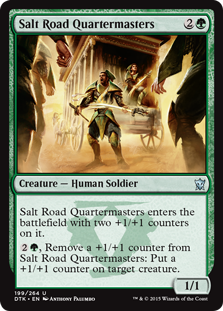 Salt Road Quartermasters 2
Creature — Human Soldier
Salt Road Quartermasters enters the
battlefield with two +1/+1 counters
on it.
2, Remove a +1/+1 counter from
Salt Road Quartermasters: Put a
+1/+1 counter on target creature.
1/1
199/264 U
DTK • EN Anthony Palumbo
™ & © 2015 Wizards of the Coast